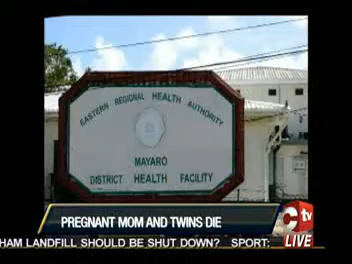 EASTERN REGIONAL HEALTH AUTHORITY
MAYARO
DISTRICT HEALTH FACILITY
PREGNANT MOM AND TWINS DIE
C tv
LIVE
HAM LANDFILL SHOULD BE SHUT DOWN? SPORT: